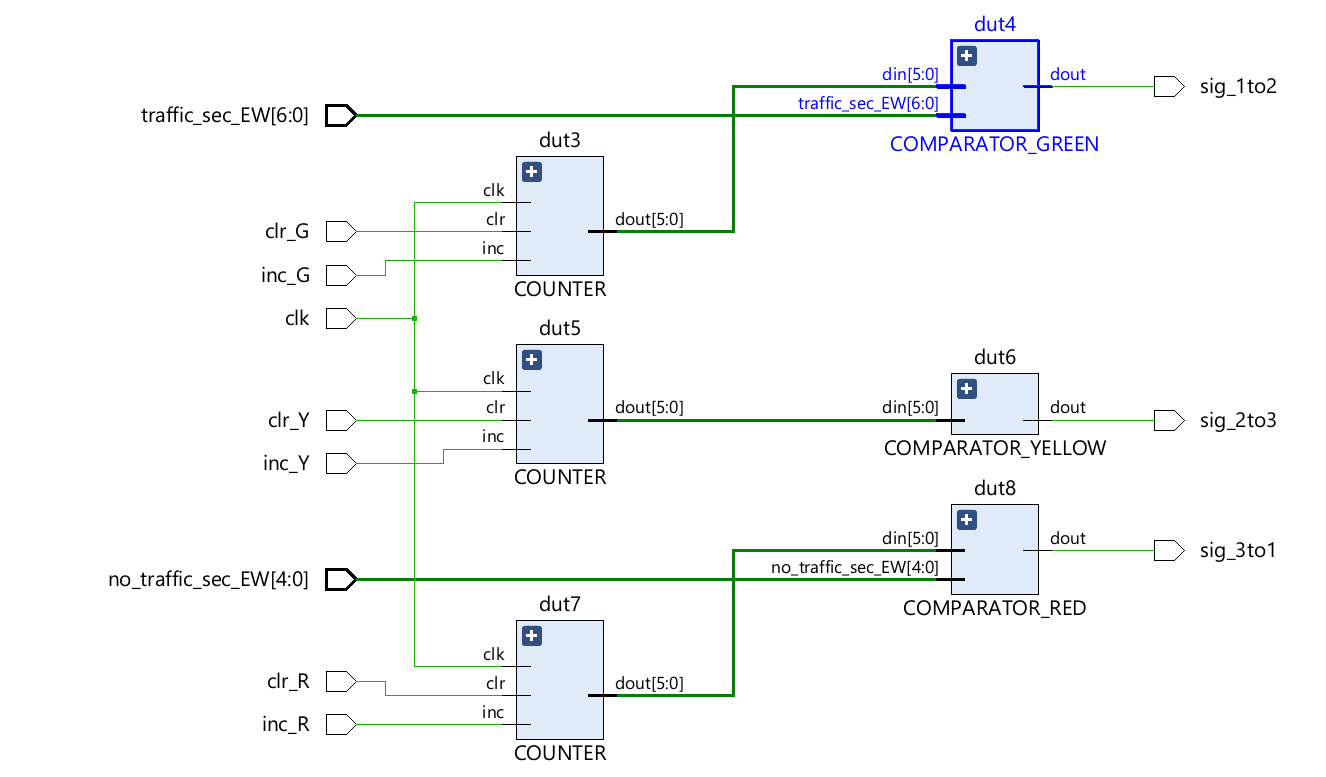 dut4
din[5:0]
dout
sig_1to2
traffic_sec_EW[6:0]
traffic_sec_EW[6:0]
COMPARATOR_GREEN
dut3
clk
clr_G
clr
dout[5:0]
inc_G
inc
COUNTER
clk
dut5
clk
dut6
clr_Y
clr
dout[5:0]
din[5:0]
dout
sig_2to3
inc_Y
inc
COMPARATOR_YELLOW
COUNTER
dut8
din[5:0]
dout
sig_3to1
no_traffic_sec_EW[4:0]
no_traffic_sec_EW[4:0]
COMPARATOR_RED
dut7
clk
clr_R
clr
dout[5:0]
inc_R
inc
COUNTER